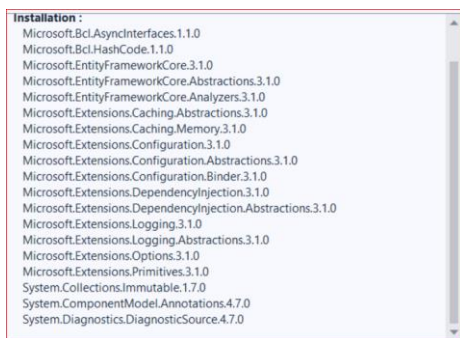 Installation :
Microsoft.Bcl.AsyncInterfaces.1.1.0
Microsoft.Bcl.HashCode.1.1.0
Microsoft.EntityFrameworkCore.3.1.0
Microsoft.EntityFrameworkCore.Abstractions.3.1.0
Microsoft.EntityFrameworkCore.Analyzers.3.1.0
Microsoft.Extensions.Caching.Abstractions.3.1.0
Microsoft.Extensions.Caching.Memory.3.1.0
Microsoft.Extensions.Configuration.3.1.0
Microsoft.Extensions.Configuration.Abstractions.3.1.0
Microsoft.Extensions.Configuration.Binder.3.1.0
Microsoft.Extensions.DependencyInjection.3.1.0
Microsoft.Extensions.DependencyInjection.Abstractions.3.1.0
Microsoft.Extensions.Logging.3.1.0
Microsoft.Extensions.Logging.Abstractions.3.1.0
Microsoft.Extensions.Options.3.1.0
Microsoft.Extensions.Primitives.3.1.0
System.Collections.Immutable.1.7.0
System.ComponentModel.Annotations.4.7.0
System.Diagnostics.DiagnosticSource.4.7.0